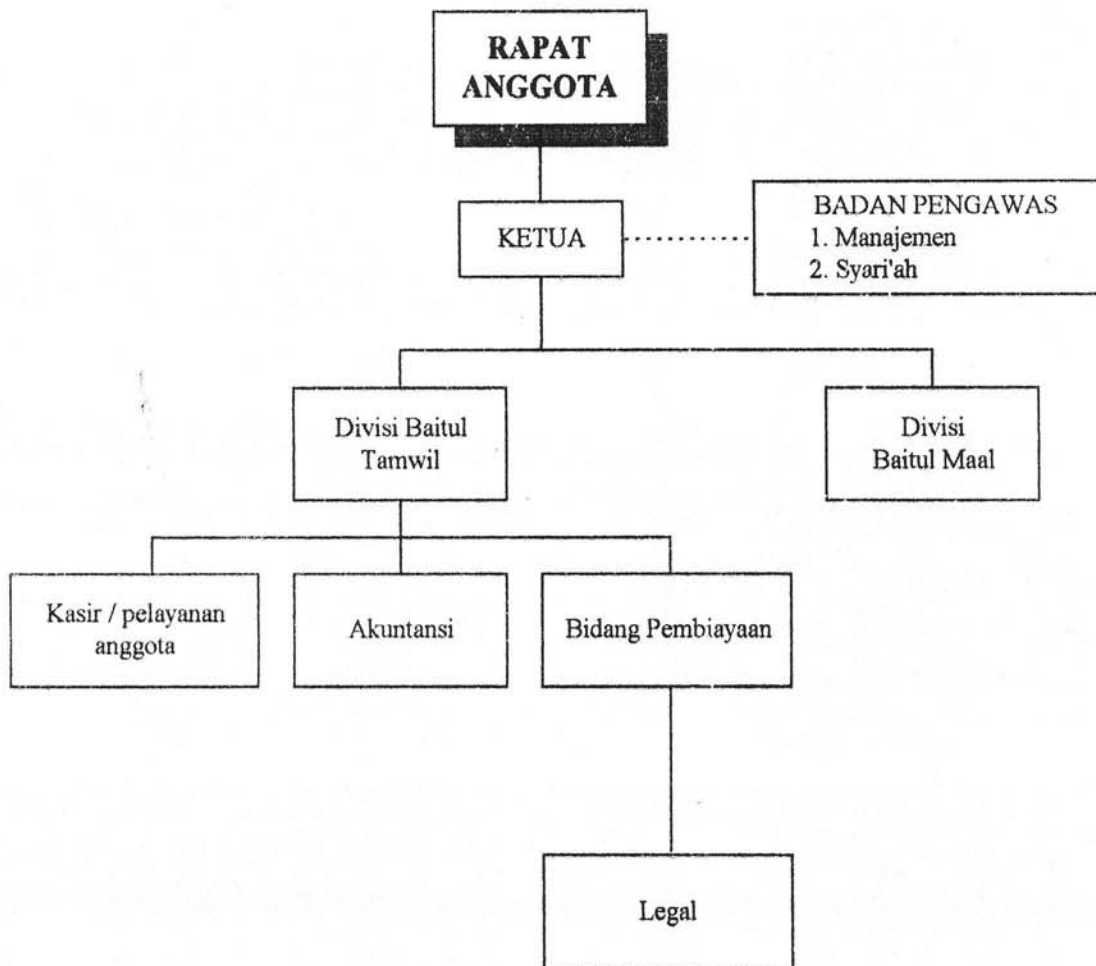 RAPAT
ANGGOTA
KETUA
BADAN PENGAWAS
1. Manajemen
2. Syari'ah
Divisi Baitul
Tamwil
Divisi
Baitul Maal
Kasir / pelayanan
anggota
Akuntansi
Bidang Pembiayaan
Legal